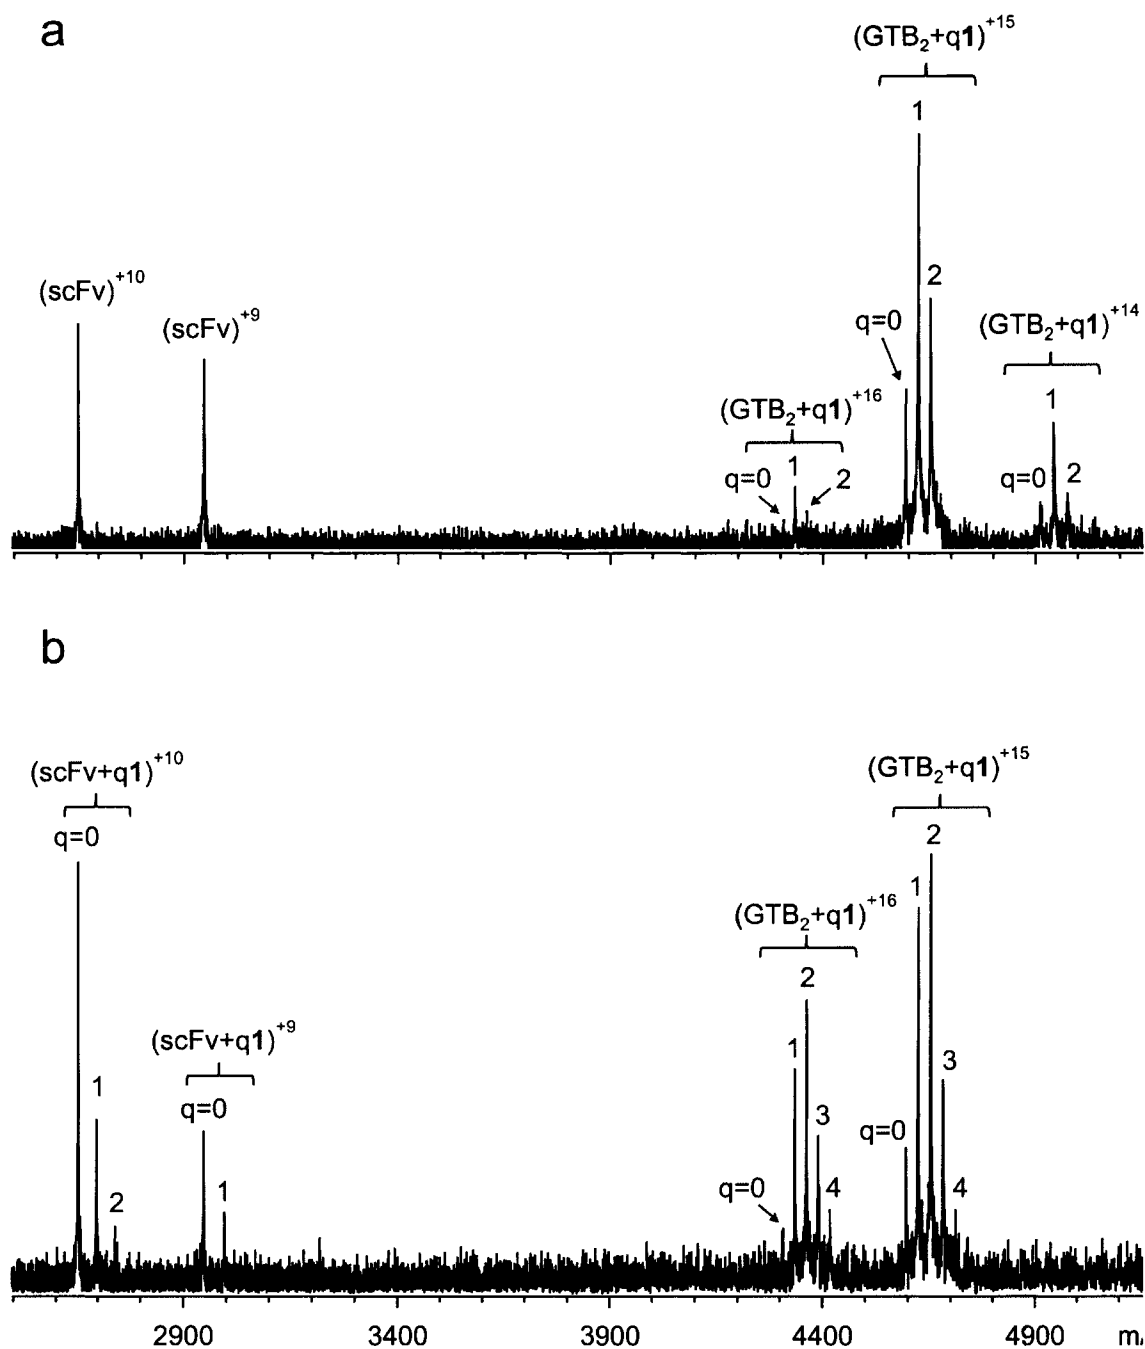 a
(GTB₂+q1)⁺¹⁵
1
2
q=0
(scFv)⁺¹⁰
(scFv)⁺⁹
(GTB₂+q1)⁺¹⁴
1
q=0
2
(GTB₂+q1)⁺¹⁶
1
q=0
2
b
(scFv+q1)⁺¹⁰
q=0
1
2
(scFv+q1)⁺⁹
q=0
1
(GTB₂+q1)⁺¹⁶
2
1
3
q=0
4
(GTB₂+q1)⁺¹⁵
2
1
3
q=0
4
2900 3400 3900 4400 4900